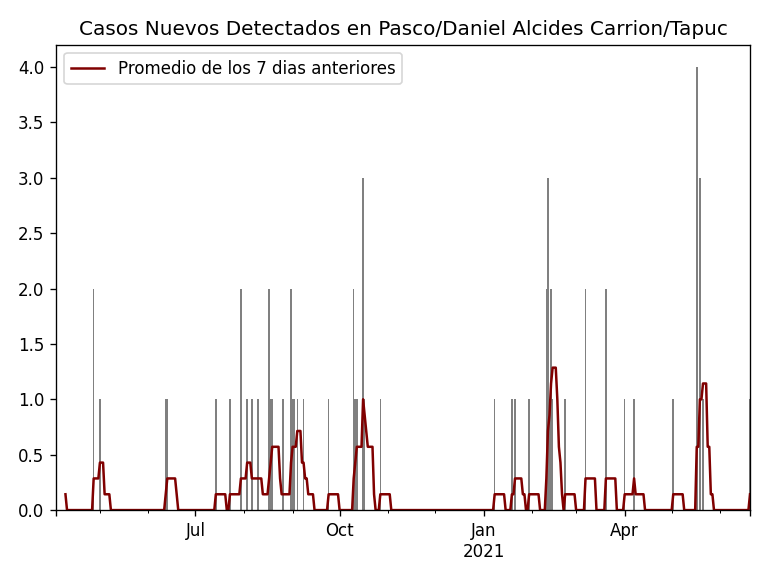 Casos Nuevos Detectados en Pasco/Daniel Alcides Carrion/Tapuc
Promedio de los 7 dias anteriores
4.0
3.5
3.0
2.5
2.0
1.5
1.0
0.5
0.0
Jul
Oct
Jan
Apr
2021